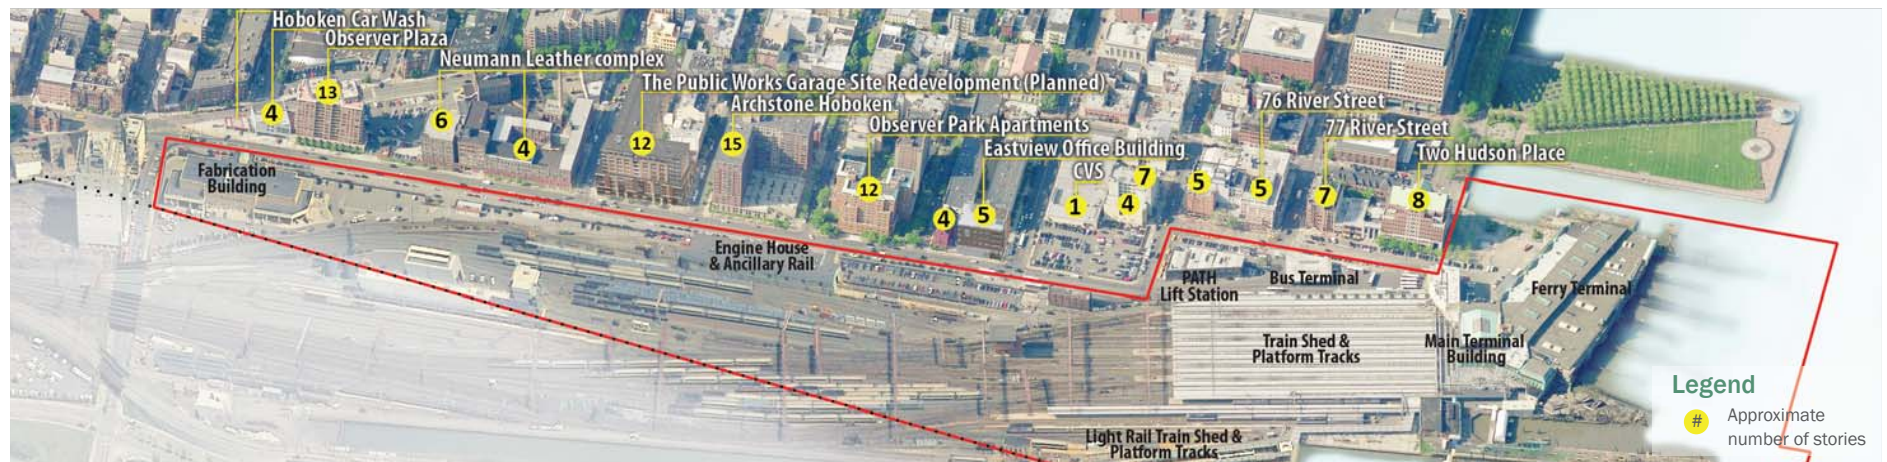 Hoboken Car Wash
Observer Plaza
Neumann Leather complex
The Public Works Garage Site Redevelopment (Planned)
Archstone Hoboken
Observer Park Apartments
Eastview Office Building
CVS
76 River Street
77 River Street
Two Hudson Place
4
13
6
4
12
15
12
4
5
1
7
4
5
5
7
8
Fabrication
Building
Engine House
& Ancillary Rail
PATH
Lift Station
Bus Terminal
Ferry Terminal
Train Shed &
Platform Tracks
Main Terminal
Building
Light Rail Train Shed &
Platform Tracks
Legend
# Approximate
number of stories